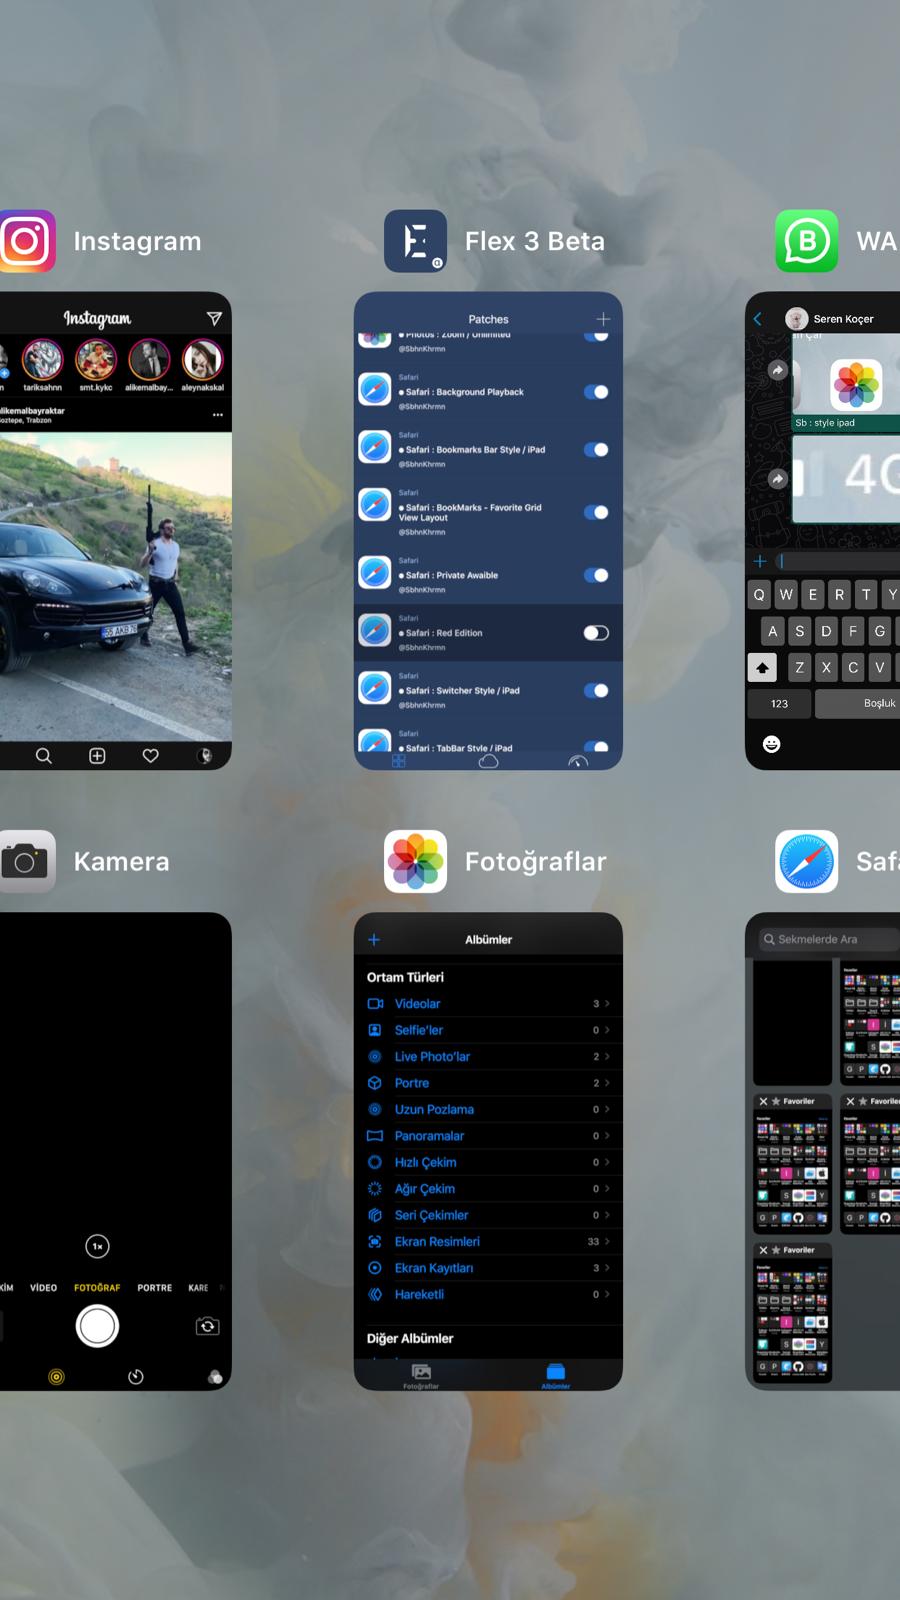 Instagram
Flex 3 Beta
WA
Instagram
tariksahnn
smt.kykc
alikemalbay...
aleynakskal
likemalbayraktar
oztepe, Trabzon
55 AKB 76
Patches
Photos : Zoom / Unlimited
@SbhnKhrmn
Safari
● Safari : Background Playback
@SbhnKhrmn
Safari
● Safari : Bookmarks Bar Style / iPad
@SbhnKhrmn
Safari
● Safari : BookMarks - Favorite Grid
View Layout
@SbhnKhrmn
Safari
● Safari : Private Awaible
@SbhnKhrmn
Safari
● Safari : Red Edition
@SbhnKhrmn
Safari
● Safari : Switcher Style / iPad
@SbhnKhrmn
Safari
● Safari : TabBar Style / iPad
Seren Koçer
Sb : style ipad
4G
Q W E R T Y
A S D F G
Z X C V
123
Boşluk
Kamera
Fotoğraflar
Safa
1x
KİM VİDEO FOTOĞRAF PORTRE KARE
Albümler
Ortam Türleri
Videolar 3
Selfie'ler 0
Live Photo'lar 2
Portre 2
Uzun Pozlama 0
Panoramalar 0
Hızlı Çekim 0
Ağır Çekim 0
Seri Çekimler 0
Ekran Resimleri 33
Ekran Kayıtları 3
Hareketli 0
Diğer Albümler
Fotoğraflar
Albümler
Sekmelerde Ara
Favoriler
Favoriler
Favoriler